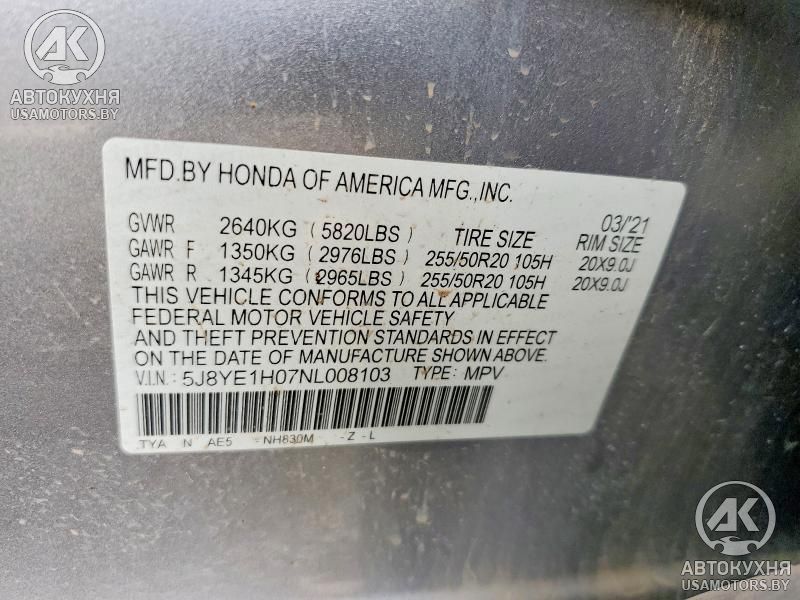 AK
АВТОКУХНЯ
USAMOTORS.BY
MFD.BY HONDA OF AMERICA MFG.,INC.
03/'21
GVWR 2640KG (5820LBS) TIRE SIZE RIM SIZE
GAWR F 1350KG (2976LBS) 255/50R20 105H 20X9.0J
GAWR R 1345KG (2965LBS) 255/50R20 105H 20X9.0J
THIS VEHICLE CONFORMS TO ALL APPLICABLE
FEDERAL MOTOR VEHICLE SAFETY
AND THEFT PREVENTION STANDARDS IN EFFECT
ON THE DATE OF MANUFACTURE SHOWN ABOVE.
V.I.N.: 5J8YE1H07NL008103 TYPE: MPV
TYA N AE5 NH830M -Z -L
AK
АВТОКУХНЯ
USAMOTORS.BY